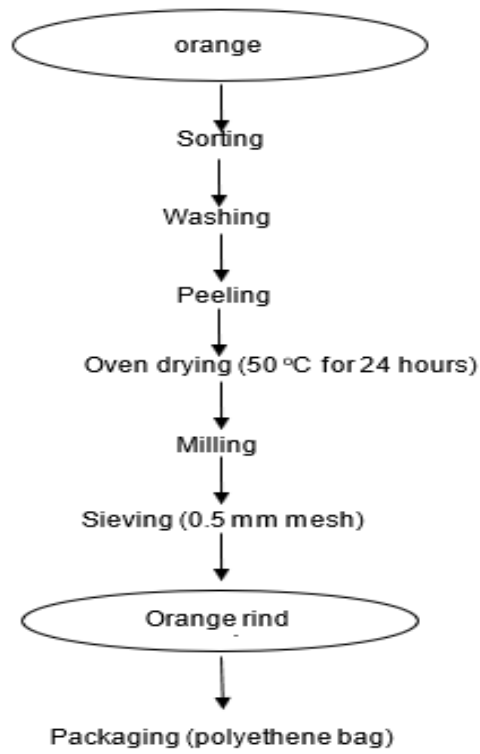 orange
Sorting
Washing
Peeling
Oven drying (50 °C for 24 hours)
Milling
Sieving (0.5 mm mesh)
Orange rind
Packaging (polyethene bag)